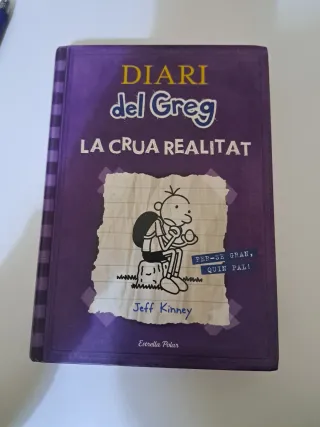 DIARI
del Greg
LA CRUA REALITAT
FER-SE GRAN,
QUIN PAL!
Jeff Kinney
Estrella Polar